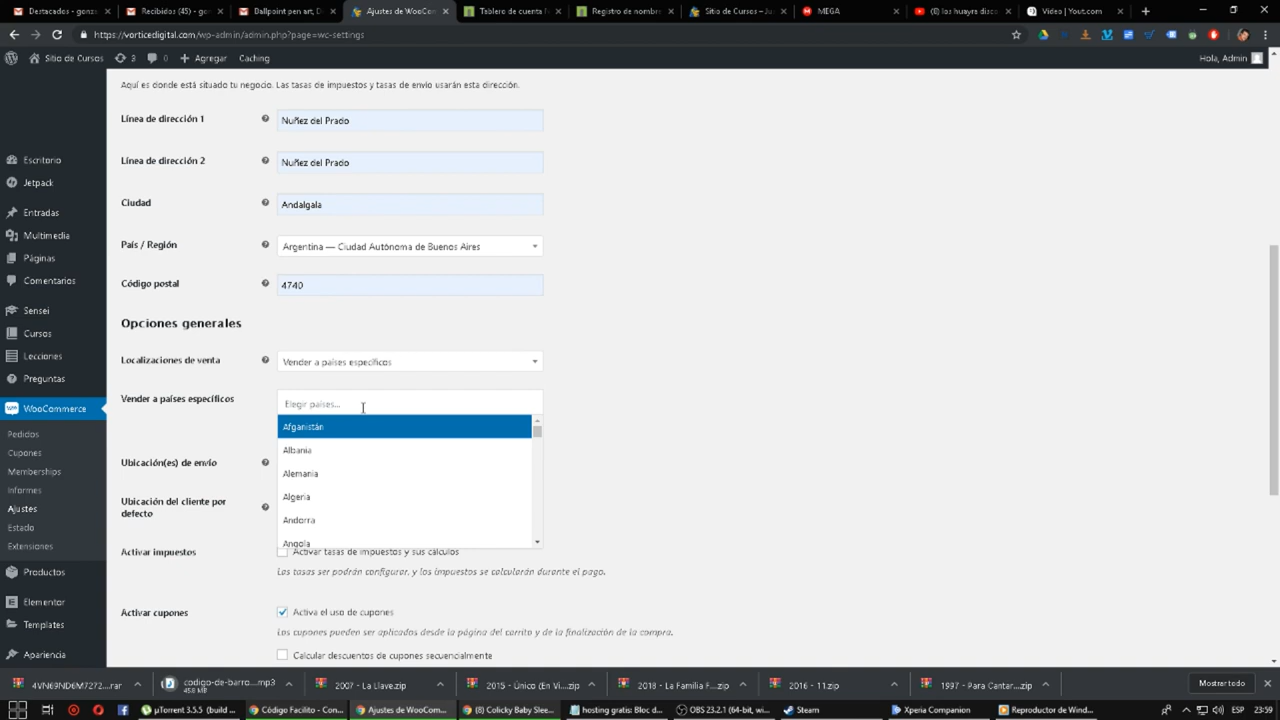 Destacados - gonz
Recibidos (45) - gon
Ballpoint pen art, D
Ajustes de WooCom
Tablero de cuenta F
Registro de nombre
Sitio de Cursos – Jus
MEGA
(8) los huayra disco
Video | Yout.com
https://vorticedigital.com/wp-admin/admin.php?page=wc-settings
Sitio de Cursos 3 0 Agregar Caching Hola, Admin
Aquí es donde está situado tu negocio. Las tasas de impuestos y tasas de envío usarán esta dirección.
Línea de dirección 1 Nuñez del Prado
Línea de dirección 2 Nuñez del Prado
Ciudad Andalgala
País / Región Argentina — Ciudad Autónoma de Buenos Aires
Código postal 4740
Opciones generales
Localizaciones de venta Vender a países específicos
Vender a países específicos Elegir países...
Afganistán
Albania
Alemania
Algeria
Andorra
Angola
Ubicación(es) de envío
Ubicación del cliente por
defecto
Activar impuestos Activar tasas de impuestos y sus cálculos
Las tasas se podrán configurar, y los impuestos se calcularán durante el pago.
Activar cupones Activa el uso de cupones
Los cupones pueden ser aplicados desde la página del carrito y de la finalización de la compra.
Calcular descuentos de cupones secuencialmente
Escritorio
Jetpack
Entradas
Multimedia
Páginas
Comentarios
Sensei
Cursos
Lecciones
Preguntas
WooCommerce
Pedidos
Cupones
Memberships
Informes
Ajustes
Estado
Extensiones
Productos
Elementor
Templates
Apariencia
4VN69ND6M7272....rar
codigo-de-barro....mp3
45.8 MB
2007 - La Llave.zip
2015 - Único (En Vi....zip
2018 - La Familia F....zip
2016 - 11.zip
1997 - Para Cantar....zip
Mostrar todo
µTorrent 3.5.5 (build ...
Código Facilito - Co...
Ajustes de WooCom...
(2) Colicky Baby Slee...
hosting gratis: Bloc d...
OBS 23.2.1 (64-bit, w...
Steam
Xperia Companion
Reproductor de Wind...
ESP 23:59